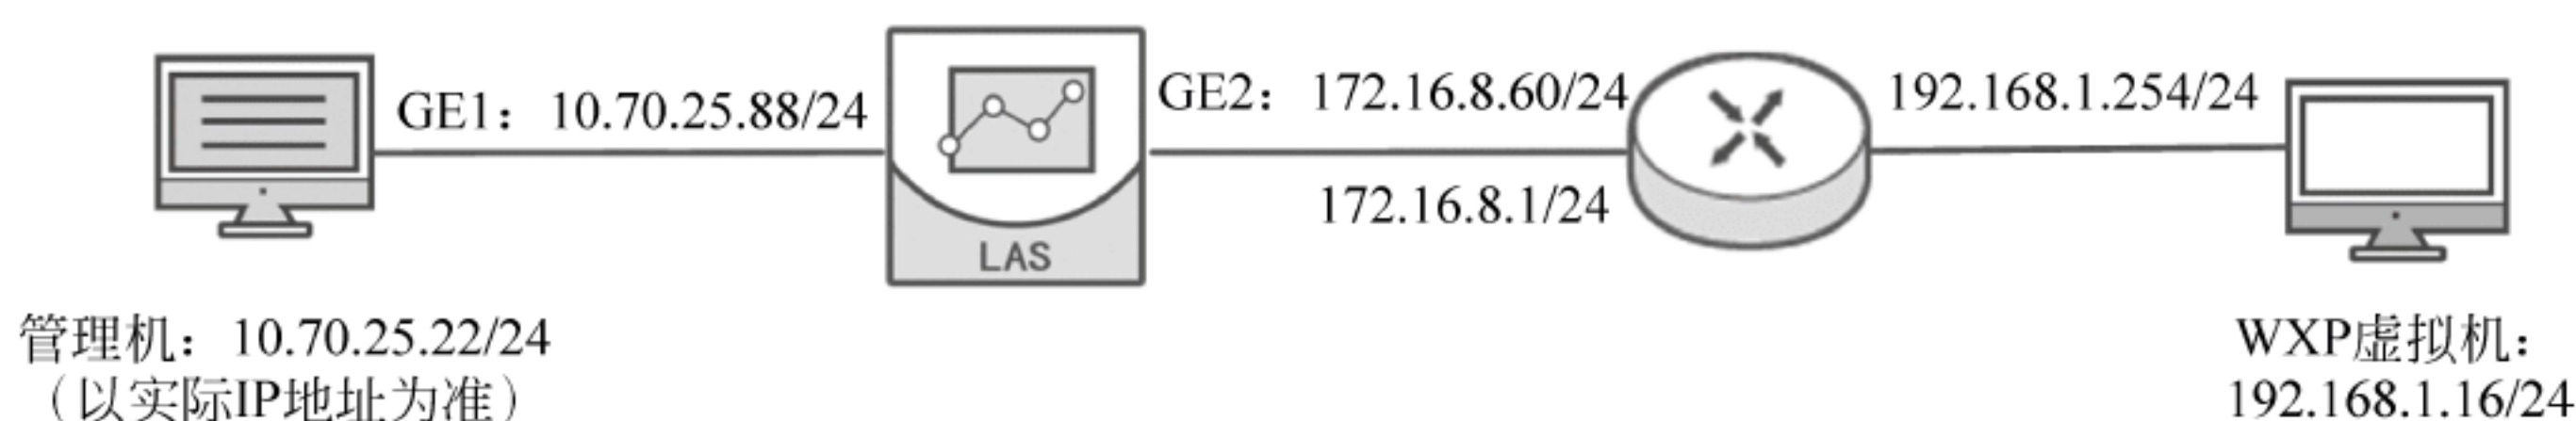 GE1：10.70.25.88/24
GE2：172.16.8.60/24
192.168.1.254/24
172.16.8.1/24
LAS
管理机：10.70.25.22/24
（以实际IP地址为准）
WXP虚拟机：
192.168.1.16/24